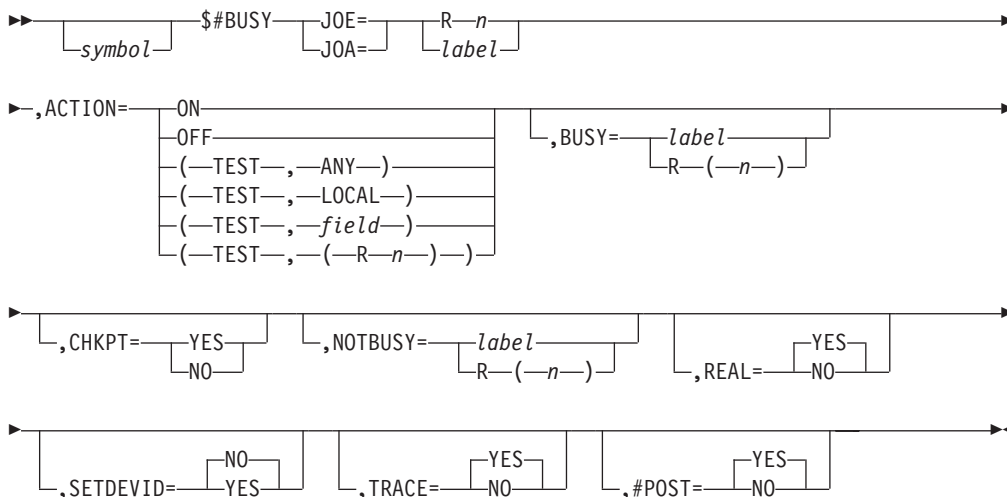 $#BUSY JOE= R n
symbol JOA= label
,ACTION= ON
OFF ,BUSY= label
( TEST , ANY ) R ( n )
( TEST , LOCAL )
( TEST , field )
( TEST , ( R n ) )
,CHKPT= YES ,NOTBUSY= label YES
NO R ( n ) ,REAL= NO
NO YES YES
,SETDEVID= YES ,TRACE= NO ,#POST= NO